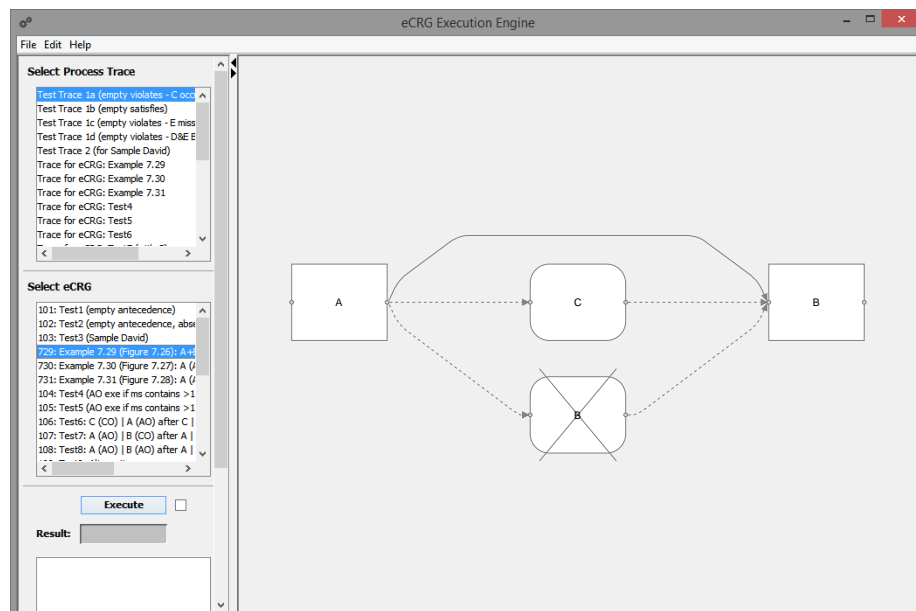 eCRG Execution Engine
File Edit Help
Select Process Trace
Test Trace 1a (empty violates - C occ
Test Trace 1b (empty satisfies)
Test Trace 1c (empty violates - E miss
Test Trace 1d (empty violates - D&E B
Test Trace 2 (for Sample David)
Trace for eCRG: Example 7.29
Trace for eCRG: Example 7.30
Trace for eCRG: Example 7.31
Trace for eCRG: Test4
Trace for eCRG: Test5
Trace for eCRG: Test6
Select eCRG
101: Test1 (empty antecedence)
102: Test2 (empty antecedence, abse
103: Test3 (Sample David)
729: Example 7.29 (Figure 7.26): A+B
730: Example 7.30 (Figure 7.27): A (A
731: Example 7.31 (Figure 7.28): A (A
104: Test4 (AO exe if ms contains >1
105: Test5 (AO exe if ms contains >1
106: Test6: C (CO) | A (AO) after C |
107: Test7: A (AO) | B (CO) after A |
108: Test8: A (AO) | B (AO) after A |
Execute
Result:
A
C
B
B